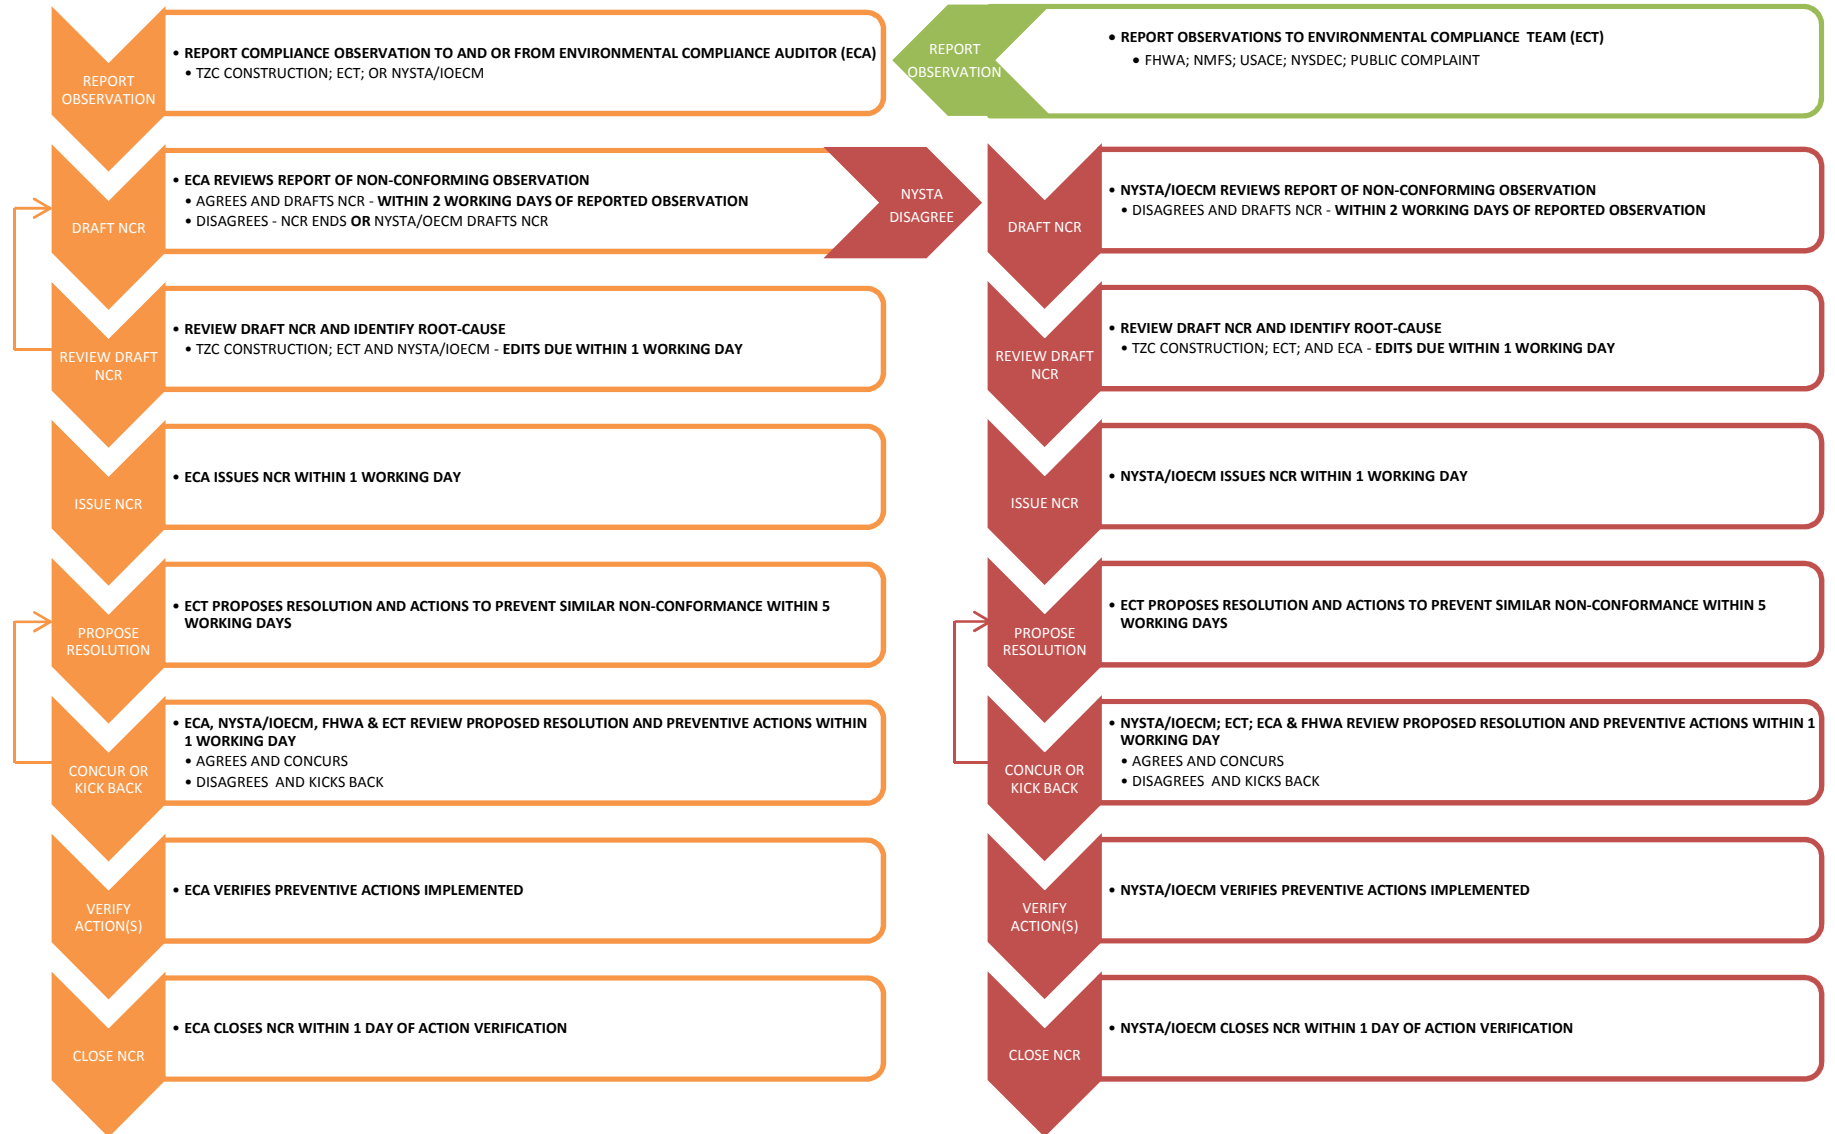 REPORT
OBSERVATION
• REPORT COMPLIANCE OBSERVATION TO AND OR FROM ENVIRONMENTAL COMPLIANCE AUDITOR (ECA)
• TZC CONSTRUCTION; ECT; OR NYSTA/IOECM
REPORT
OBSERVATION
• REPORT OBSERVATIONS TO ENVIRONMENTAL COMPLIANCE TEAM (ECT)
• FHWA; NMFS; USACE; NYSDEC; PUBLIC COMPLAINT
DRAFT NCR
• ECA REVIEWS REPORT OF NON-CONFORMING OBSERVATION
• AGREES AND DRAFTS NCR - WITHIN 2 WORKING DAYS OF REPORTED OBSERVATION
• DISAGREES - NCR ENDS OR NYSTA/OECM DRAFTS NCR
NYSTA
DISAGREE
DRAFT NCR
• NYSTA/IOECM REVIEWS REPORT OF NON-CONFORMING OBSERVATION
• DISAGREES AND DRAFTS NCR - WITHIN 2 WORKING DAYS OF REPORTED OBSERVATION
REVIEW DRAFT
NCR
• REVIEW DRAFT NCR AND IDENTIFY ROOT-CAUSE
• TZC CONSTRUCTION; ECT AND NYSTA/IOECM - EDITS DUE WITHIN 1 WORKING DAY
REVIEW DRAFT
NCR
• REVIEW DRAFT NCR AND IDENTIFY ROOT-CAUSE
• TZC CONSTRUCTION; ECT; AND ECA - EDITS DUE WITHIN 1 WORKING DAY
ISSUE NCR
• ECA ISSUES NCR WITHIN 1 WORKING DAY
ISSUE NCR
• NYSTA/IOECM ISSUES NCR WITHIN 1 WORKING DAY
PROPOSE
RESOLUTION
• ECT PROPOSES RESOLUTION AND ACTIONS TO PREVENT SIMILAR NON-CONFORMANCE WITHIN 5
WORKING DAYS
PROPOSE
RESOLUTION
• ECT PROPOSES RESOLUTION AND ACTIONS TO PREVENT SIMILAR NON-CONFORMANCE WITHIN 5
WORKING DAYS
CONCUR OR
KICK BACK
• ECA, NYSTA/IOECM, FHWA & ECT REVIEW PROPOSED RESOLUTION AND PREVENTIVE ACTIONS WITHIN
1 WORKING DAY
• AGREES AND CONCURS
• DISAGREES AND KICKS BACK
CONCUR OR
KICK BACK
• NYSTA/IOECM; ECT; ECA & FHWA REVIEW PROPOSED RESOLUTION AND PREVENTIVE ACTIONS WITHIN 1
WORKING DAY
• AGREES AND CONCURS
• DISAGREES AND KICKS BACK
VERIFY
ACTION(S)
• ECA VERIFIES PREVENTIVE ACTIONS IMPLEMENTED
VERIFY
ACTION(S)
• NYSTA/IOECM VERIFIES PREVENTIVE ACTIONS IMPLEMENTED
CLOSE NCR
• ECA CLOSES NCR WITHIN 1 DAY OF ACTION VERIFICATION
CLOSE NCR
• NYSTA/IOECM CLOSES NCR WITHIN 1 DAY OF ACTION VERIFICATION